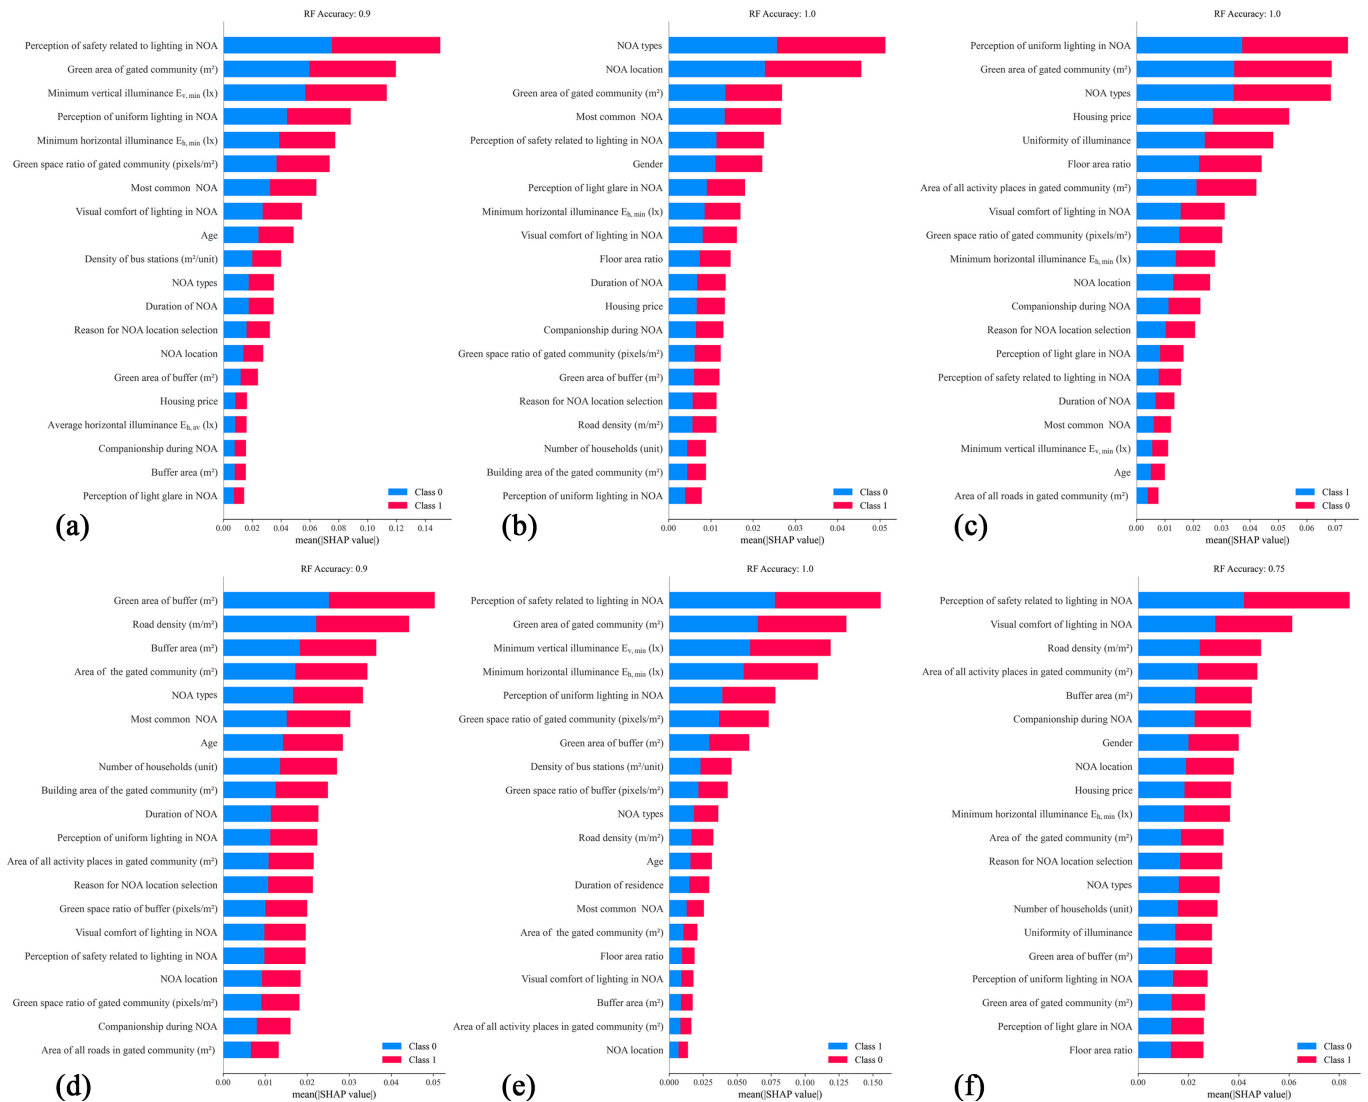 RF Accuracy: 0.9
Perception of safety related to lighting in NOA
Green area of gated community (m²)
Minimum vertical illuminance Ev, min (lx)
Perception of uniform lighting in NOA
Minimum horizontal illuminance Eh, min (lx)
Green space ratio of gated community (pixels/m²)
Most common NOA
Visual comfort of lighting in NOA
Age
Density of bus stations (m²/unit)
NOA types
Duration of NOA
Reason for NOA location selection
NOA location
Green area of buffer (m²)
Housing price
Average horizontal illuminance Eh, av (lx)
Companionship during NOA
Buffer area (m²)
Perception of light glare in NOA
Class 0
Class 1
0.00 0.02 0.04 0.06 0.08 0.10 0.12 0.14
mean(|SHAP value|)
(a)
RF Accuracy: 1.0
NOA types
NOA location
Green area of gated community (m²)
Most common NOA
Perception of safety related to lighting in NOA
Gender
Perception of light glare in NOA
Minimum horizontal illuminance Eh, min (lx)
Visual comfort of lighting in NOA
Floor area ratio
Duration of NOA
Housing price
Companionship during NOA
Green space ratio of gated community (pixels/m²)
Green area of buffer (m²)
Reason for NOA location selection
Road density (m/m²)
Number of households (unit)
Building area of the gated community (m²)
Perception of uniform lighting in NOA
Class 0
Class 1
0.00 0.01 0.02 0.03 0.04 0.05
mean(|SHAP value|)
(b)
RF Accuracy: 1.0
Perception of uniform lighting in NOA
Green area of gated community (m²)
NOA types
Housing price
Uniformity of illuminance
Floor area ratio
Area of all activity places in gated community (m²)
Visual comfort of lighting in NOA
Green space ratio of gated community (pixels/m²)
Minimum horizontal illuminance Eh, min (lx)
NOA location
Companionship during NOA
Reason for NOA location selection
Perception of light glare in NOA
Perception of safety related to lighting in NOA
Duration of NOA
Most common NOA
Minimum vertical illuminance Ev, min (lx)
Age
Area of all roads in gated community (m²)
Class 1
Class 0
0.00 0.01 0.02 0.03 0.04 0.05 0.06 0.07
mean(|SHAP value|)
(c)
RF Accuracy: 0.9
Green area of buffer (m²)
Road density (m/m²)
Buffer area (m²)
Area of the gated community (m²)
NOA types
Most common NOA
Age
Number of households (unit)
Building area of the gated community (m²)
Duration of NOA
Perception of uniform lighting in NOA
Area of all activity places in gated community (m²)
Reason for NOA location selection
Green space ratio of buffer (pixels/m²)
Visual comfort of lighting in NOA
Perception of safety related to lighting in NOA
NOA location
Green space ratio of gated community (pixels/m²)
Companionship during NOA
Area of all roads in gated community (m²)
Class 0
Class 1
0.00 0.01 0.02 0.03 0.04 0.05
mean(|SHAP value|)
(d)
RF Accuracy: 1.0
Perception of safety related to lighting in NOA
Green area of gated community (m²)
Minimum vertical illuminance Ev, min (lx)
Minimum horizontal illuminance Eh, min (lx)
Perception of uniform lighting in NOA
Green space ratio of gated community (pixels/m²)
Green area of buffer (m²)
Density of bus stations (m²/unit)
Green space ratio of buffer (pixels/m²)
NOA types
Road density (m/m²)
Age
Duration of residence
Most common NOA
Area of the gated community (m²)
Floor area ratio
Visual comfort of lighting in NOA
Buffer area (m²)
Area of all activity places in gated community (m²)
NOA location
Class 1
Class 0
0.000 0.025 0.050 0.075 0.100 0.125 0.150
mean(|SHAP value|)
(e)
RF Accuracy: 0.75
Perception of safety related to lighting in NOA
Visual comfort of lighting in NOA
Road density (m/m²)
Area of all activity places in gated community (m²)
Buffer area (m²)
Companionship during NOA
Gender
NOA location
Housing price
Minimum horizontal illuminance Eh, min (lx)
Area of the gated community (m²)
Reason for NOA location selection
NOA types
Number of households (unit)
Uniformity of illuminance
Green area of buffer (m²)
Perception of uniform lighting in NOA
Green area of gated community (m²)
Perception of light glare in NOA
Floor area ratio
Class 0
Class 1
0.00 0.02 0.04 0.06 0.08
mean(|SHAP value|)
(f)